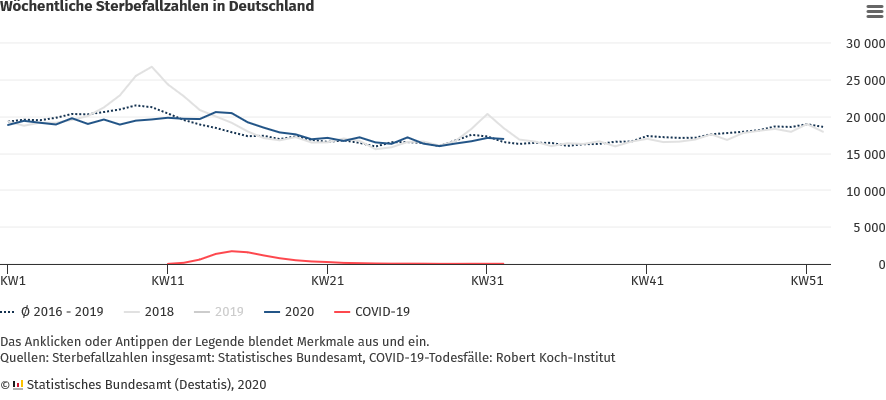 Wöchentliche Sterbefallzahlen in Deutschland
30 000
25 000
20 000
15 000
10 000
5 000
0
KW1 KW11 KW21 KW31 KW41 KW51
Ø 2016 - 2019 2018 2019 2020 COVID-19
Das Anklicken oder Antippen der Legende blendet Merkmale aus und ein.
Quellen: Sterbefallzahlen insgesamt: Statistisches Bundesamt, COVID-19-Todesfälle: Robert Koch-Institut
© Statistisches Bundesamt (Destatis), 2020